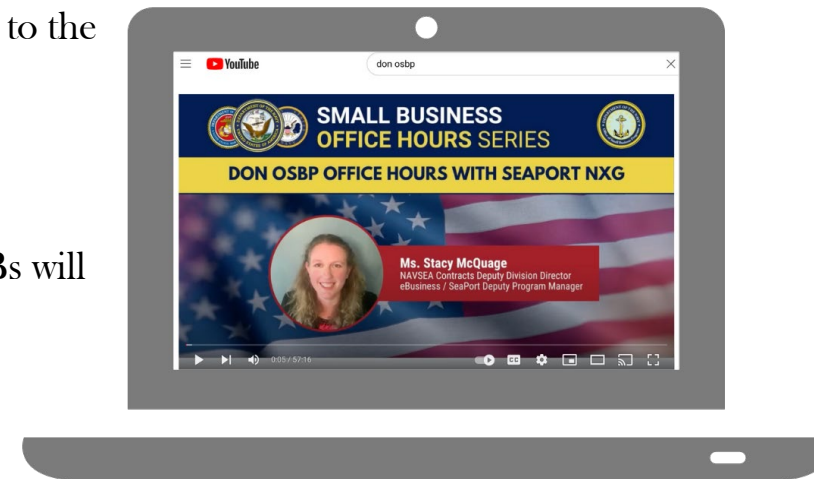 to the
YouTube
don osbp
SMALL BUSINESS
OFFICE HOURS SERIES
DON OSBP OFFICE HOURS WITH SEAPORT NXG
Bs will
Ms. Stacy McQuage
NAVSEA Contracts Deputy Division Director
eBusiness / SeaPort Deputy Program Manager
0:05 / 57:16
CC